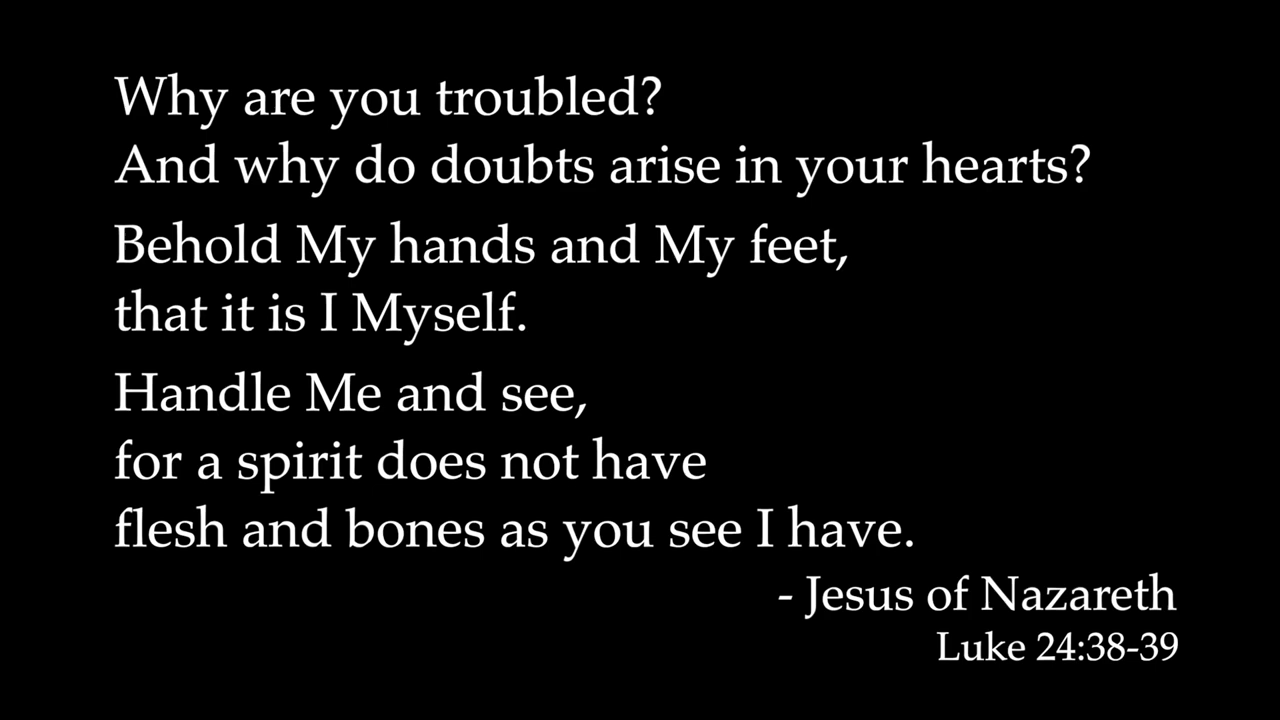 Why are you troubled?
And why do doubts arise in your hearts?
Behold My hands and My feet,
that it is I Myself.
Handle Me and see,
for a spirit does not have
flesh and bones as you see I have.
- Jesus of Nazareth
Luke 24:38-39